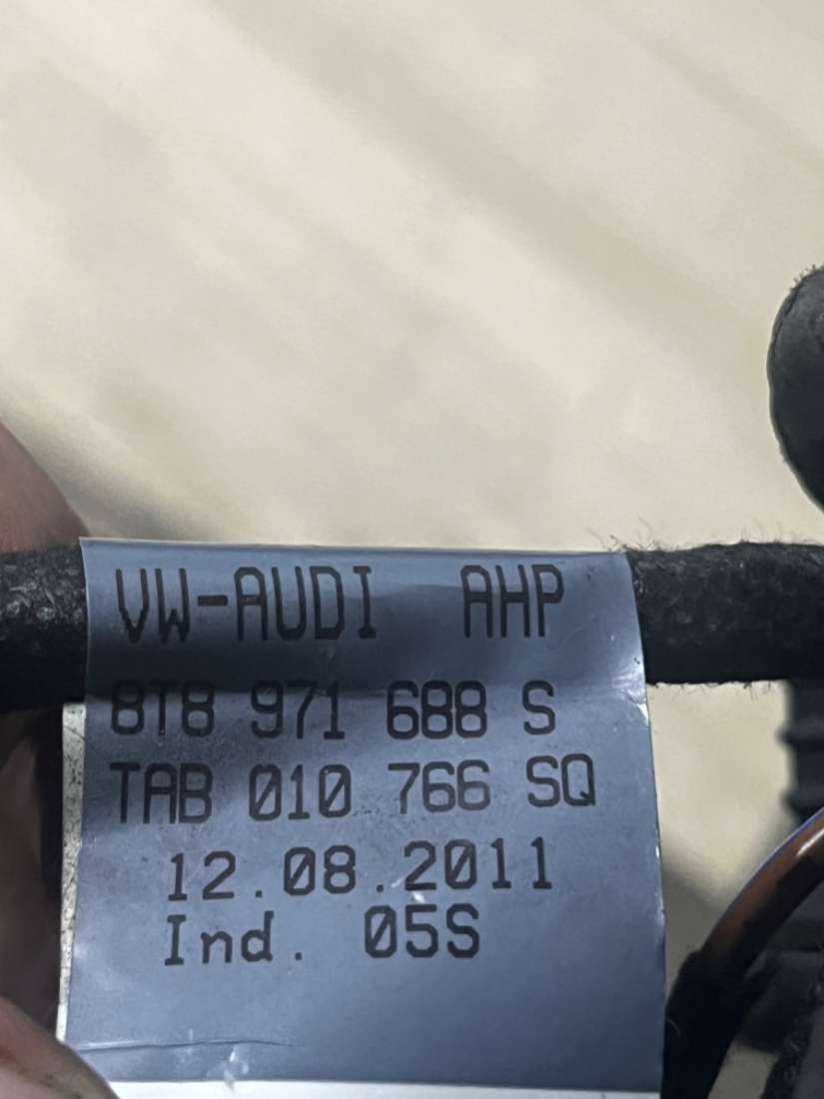 VW-AUDI AHP
8T8 971 688 S
TAB 010 766 SQ
12.08.2011
Ind. 05S